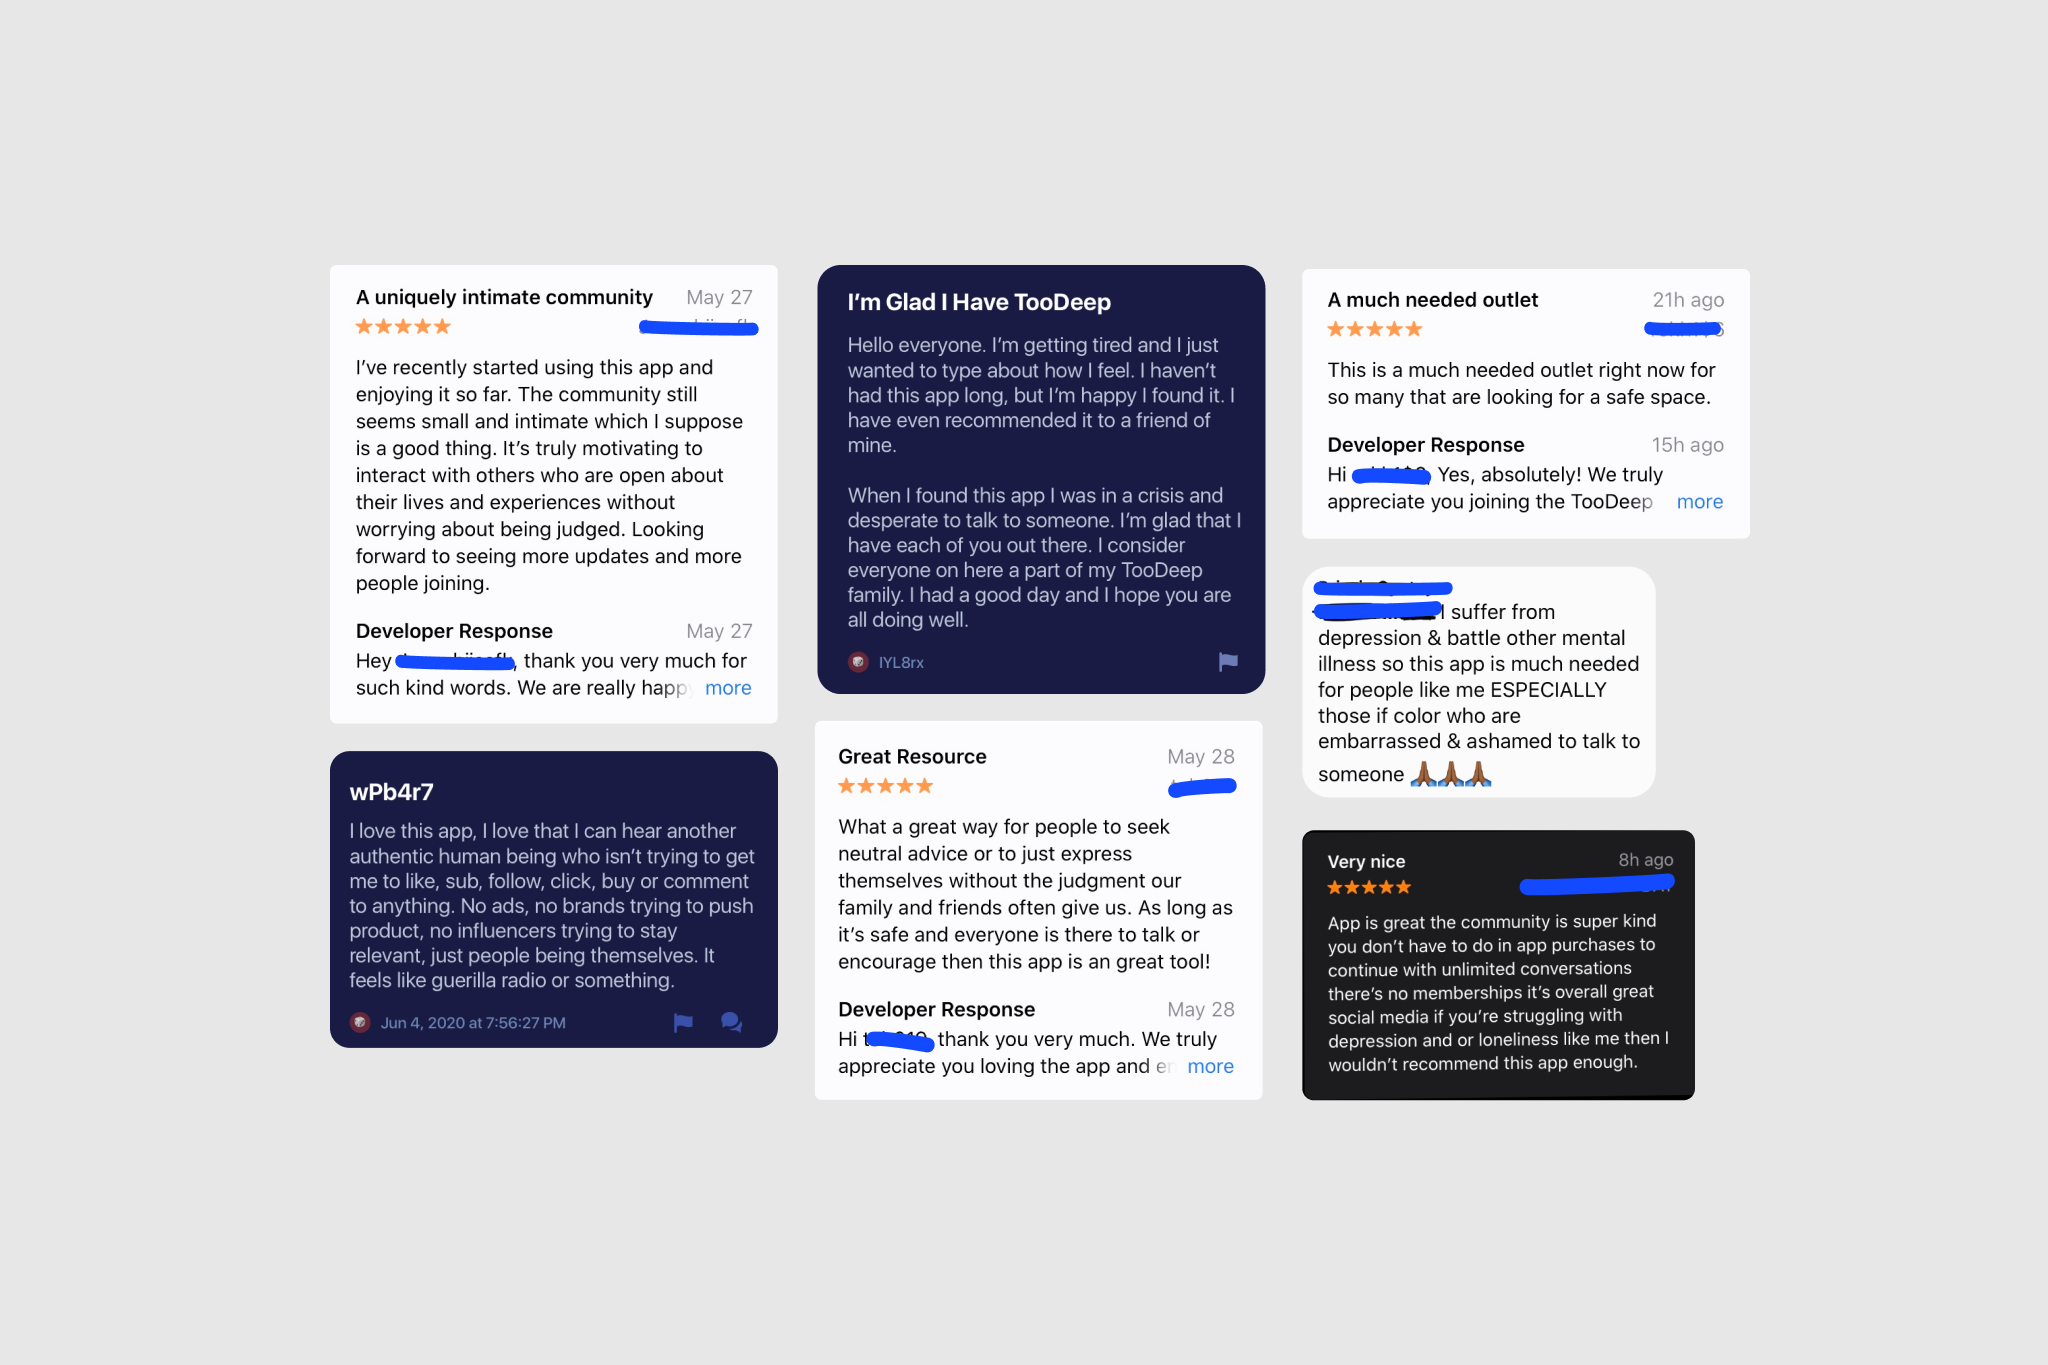 A uniquely intimate community May 27
I've recently started using this app and
enjoying it so far. The community still
seems small and intimate which I suppose
is a good thing. It's truly motivating to
interact with others who are open about
their lives and experiences without
worrying about being judged. Looking
forward to seeing more updates and more
people joining.
Developer Response May 27
Hey , thank you very much for
such kind words. We are really happy more
wPb4r7
I love this app, I love that I can hear another
authentic human being who isn't trying to get
me to like, sub, follow, click, buy or comment
to anything. No ads, no brands trying to push
product, no influencers trying to stay
relevant, just people being themselves. It
feels like guerilla radio or something.
Jun 4, 2020 at 7:56:27 PM
I'm Glad I Have TooDeep
Hello everyone. I'm getting tired and I just
wanted to type about how I feel. I haven't
had this app long, but I'm happy I found it. I
have even recommended it to a friend of
mine.
When I found this app I was in a crisis and
desperate to talk to someone. I'm glad that I
have each of you out there. I consider
everyone on here a part of my TooDeep
family. I had a good day and I hope you are
all doing well.
IYL8rx
Great Resource May 28
What a great way for people to seek
neutral advice or to just express
themselves without the judgment our
family and friends often give us. As long as
it's safe and everyone is there to talk or
encourage then this app is an great tool!
Developer Response May 28
Hi thank you very much. We truly
appreciate you loving the app and more
A much needed outlet 21h ago
This is a much needed outlet right now for
so many that are looking for a safe space.
Developer Response 15h ago
Hi Yes, absolutely! We truly
appreciate you joining the TooDeep more
I suffer from
depression & battle other mental
illness so this app is much needed
for people like me ESPECIALLY
those if color who are
embarrassed & ashamed to talk to
someone 🙏🏾🙏🏾🙏🏾
Very nice 8h ago
App is great the community is super kind
you don't have to do in app purchases to
continue with unlimited conversations
there's no memberships it's overall great
social media if you're struggling with
depression and or loneliness like me then I
wouldn't recommend this app enough.